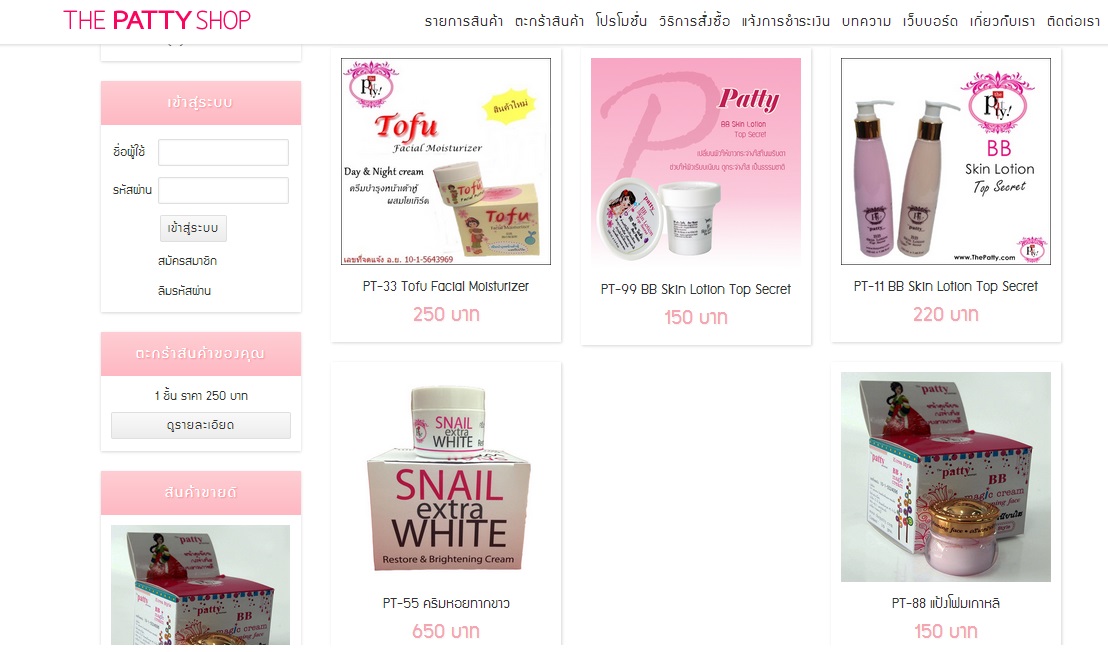 THE PATTY SHOP
รายการสินค้า ตะกร้าสินค้า โปรโมชั่น วิธีการสั่งซื้อ แจ้งการชำระเงิน บทความ เว็บบอร์ด เกี่ยวกับเรา ติดต่อเรา
เข้าสู่ระบบ
ชื่อผู้ใช้
รหัสผ่าน
เข้าสู่ระบบ
สมัครสมาชิก
ลืมรหัสผ่าน
ตะกร้าสินค้าของคุณ
1 ชิ้น ราคา 250 บาท
ดูรายละเอียด
สินค้าขายดี
patty
BB
magic cream
สินค้าใหม่
Tofu
Facial Moisturizer
Day & Night cream
ครีมบำรุงหน้าเต้าหู้
ผสมโยเกิร์ต
Tofu
Tofu
เลขที่จดแจ้ง อ.ย. 10-1-5643969
PT-33 Tofu Facial Moisturizer
250 บาท
Patty
BB Skin Lotion
Top Secret
PT-99 BB Skin Lotion Top Secret
150 บาท
BB
Skin Lotion
Top Secret
www.ThePatty.com
PT-11 BB Skin Lotion Top Secret
220 บาท
SNAIL
extra
WHITE
SNAIL
extra
WHITE
Restore & Brightening Cream
PT-55 ครีมหอยทากขาว
650 บาท
patty
patty
BB
magic cream
PT-88 แป้งโฟมเกาหลี
150 บาท